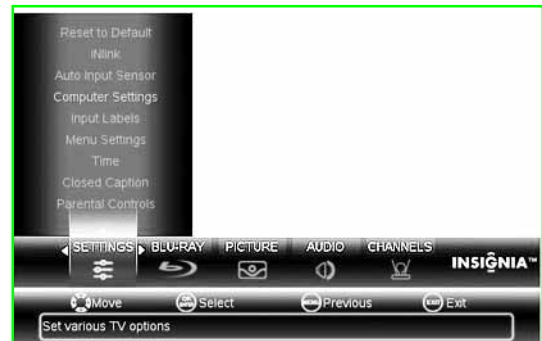 Reset to Default
INlink
Auto Input Sensor
Computer Settings
Input Labels
Menu Settings
Time
Closed Caption
Parental Controls
SETTINGS BLU-RAY PICTURE AUDIO CHANNELS
INSIGNIA™
Move OK ENTER Select MENU Previous EXIT Exit
Set various TV options